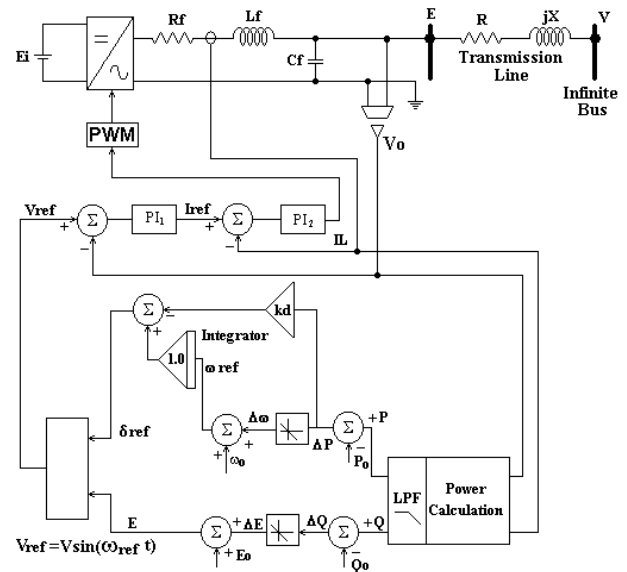 Rf
Lf
E
R
jX
V
Ei
=
Cf
Transmission
Line
Infinite
Bus
PWM
Vo
Vref
+
Σ
−
PI1
Iref
+
Σ
−
PI2
IL
Σ
−
+
kd
Integrator
1.0
ω ref
δref
Δω
Σ
+
+
ωo
ΔP
Σ
+P
−
Po
LPF
Power
Calculation
E
Σ
+ΔE
+Eo
ΔQ
Σ
+Q
−
Qo
Vref =Vsin(ωref t)